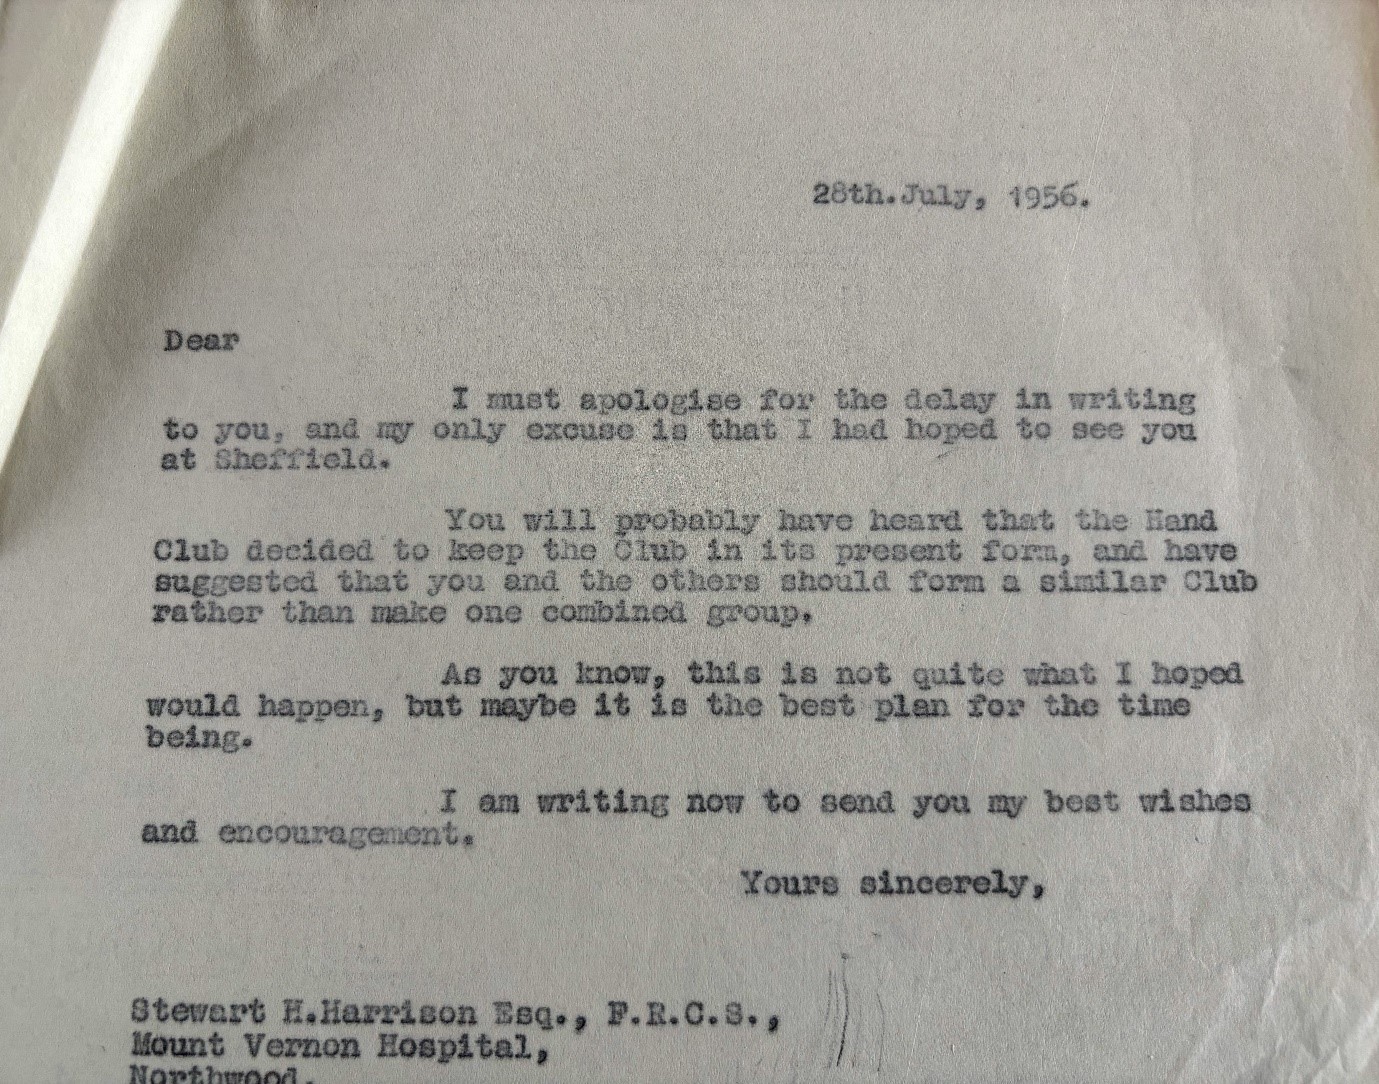 28th.July, 1956.
Dear
I must apologise for the delay in writing
to you, and my only excuse is that I had hoped to see you
at Sheffield.
You will probably have heard that the Hand
Club decided to keep the Club in its present form, and have
suggested that you and the others should form a similar Club
rather than make one combined group.
As you know, this is not quite what I hoped
would happen, but maybe it is the best plan for the time
being.
I am writing now to send you my best wishes
and encouragement.
Yours sincerely,
Stewart H.Harrison Esq., F.R.C.S.,
Mount Vernon Hospital,
Northwood.